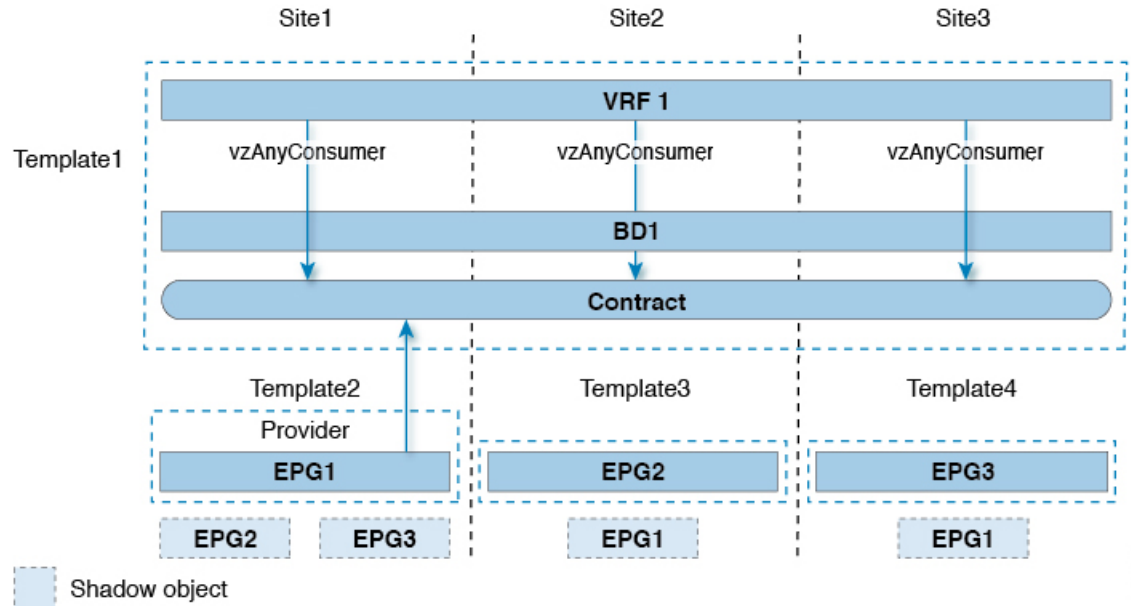 Site1 Site2 Site3
VRF 1
Template1
vzAnyConsumer vzAnyConsumer vzAnyConsumer
BD1
Contract
Template2 Template3 Template4
Provider
EPG1 EPG2 EPG3
EPG2 EPG3 EPG1 EPG1
Shadow object